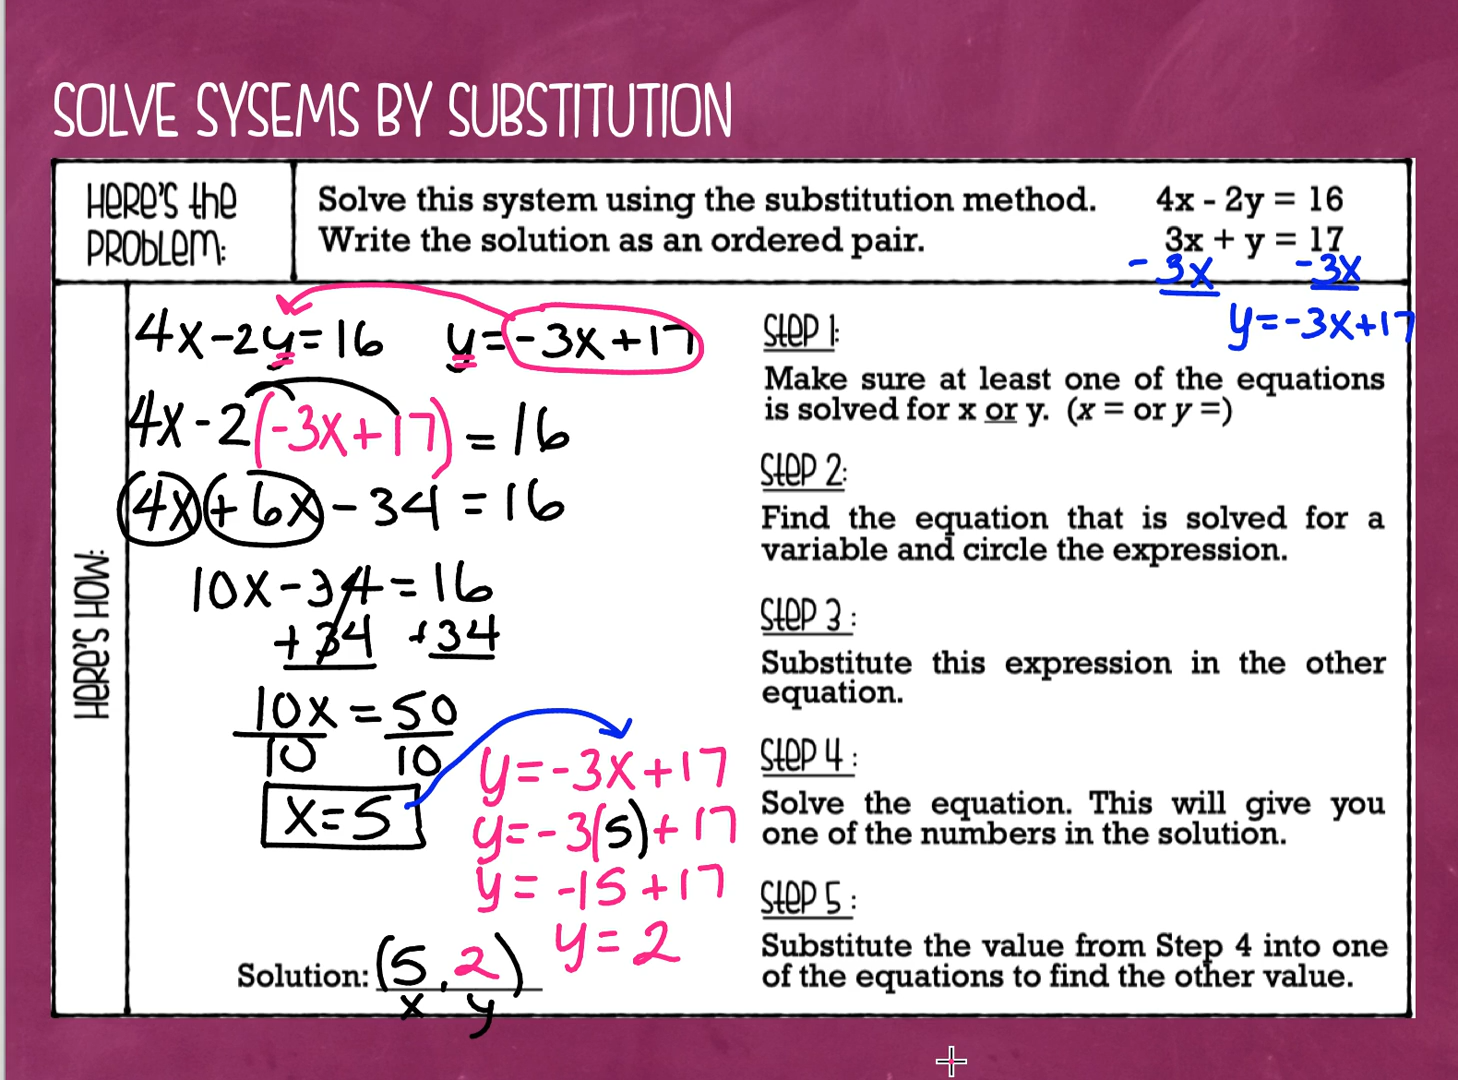 SOLVE SYSEMS BY SUBSTITUTION
HERE'S the PROBLEM:
Solve this system using the substitution method.
Write the solution as an ordered pair.
4x - 2y = 16
3x + y = 17
- 3x -3x
y=-3x+17
HERE'S HOW:
4x-2y=16 y=-3x+17
4x-2(-3x+17)=16
4x+6x-34=16
10x-34=16
+34 +34
10x=50
10 10
x=5
y=-3x+17
y=-3(5)+17
y=-15+17
y=2
Solution: (5,2)
x y
Step 1:
Make sure at least one of the equations
is solved for x or y. (x = or y =)
Step 2:
Find the equation that is solved for a
variable and circle the expression.
Step 3:
Substitute this expression in the other
equation.
Step 4:
Solve the equation. This will give you
one of the numbers in the solution.
Step 5:
Substitute the value from Step 4 into one
of the equations to find the other value.